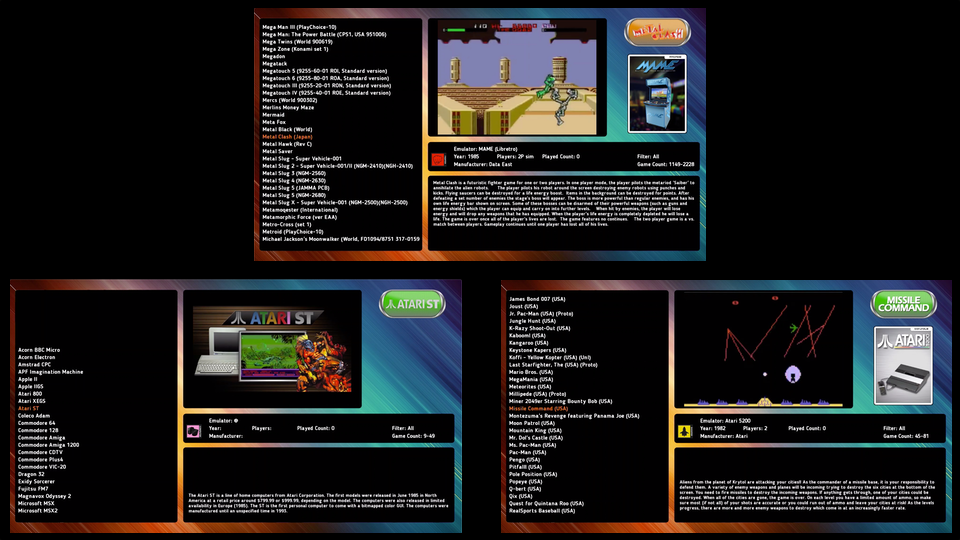 Mega Man III (PlayChoice-10)
Mega Man: The Power Battle (CPS1, USA 951006)
Mega Twins (World 900619)
Mega Zone (Konami set 1)
Megadon
Megatack
Megatouch 5 (9255-60-01 ROI, Standard version)
Megatouch 6 (9255-80-01 ROA, Standard version)
Megatouch III (9255-20-01 RON, Standard version)
Megatouch IV (9255-40-01 ROE, Standard version)
Mercs (World 900302)
Merlins Money Maze
Mermaid
Meta Fox
Metal Black (World)
Metal Clash (Japan)
Metal Hawk (Rev C)
Metal Saver
Metal Slug - Super Vehicle-001
Metal Slug 2 - Super Vehicle-001/II (NGM-2410)(NGH-2410)
Metal Slug 3 (NGM-2560)
Metal Slug 4 (NGM-2630)
Metal Slug 5 (JAMMA PCB)
Metal Slug 5 (NGM-2680)
Metal Slug X - Super Vehicle-001 (NGM-2500)(NGH-2500)
Metamoqester (International)
Metamorphic Force (ver EAA)
Metro-Cross (set 1)
Metroid (PlayChoice-10)
Michael Jackson's Moonwalker (World, FD1094/8751 317-0159
METAL CLASH
MAME
Emulator: MAME (Libretro)
Year: 1985 Players: 2P sim Played Count: 0 Filter: All
Manufacturer: Data East Game Count: 1149-2228
Metal Clash is a futuristic fighter game for one or two players. In one player mode, the player pilots the metaroid "Saiber" to
annihilate the alien robots. The player pilots his robot around the screen destroying enemy robots using punches and
kicks. Flying saucers can be destroyed for a life energy boost. Items in the background may be destroyed for points. After
defeating a set number of enemies the stage's boss will appear. The boss is more powerful than regular enemies, and has his
own life energy bar shown on screen. Some of these bosses can be disarmed of their powerful weapons (such as guns and
energy shields) which the player can equip and carry on into further levels. When hit by enemies, the player will lose
energy and will drop any weapons that he has equipped. When the player's life energy is completely depleted he will lose a
life. The game is over once all of the player's lives are lost. The game features no continues. The two player game is a vs.
match between players. Gameplay continues until one player has lost all of his lives.
Acorn BBC Micro
Acorn Electron
Amstrad CPC
APF Imagination Machine
Apple II
Apple IIGS
Atari 800
Atari XEGS
Atari ST
Coleco Adam
Commodore 64
Commodore 128
Commodore Amiga
Commodore Amiga 1200
Commodore CDTV
Commodore Plus4
Commodore VIC-20
Dragon 32
Exidy Sorcerer
Fujitsu FM7
Magnavox Odyssey 2
Microsoft MSX
Microsoft MSX2
ATARI ST
ATARI ST
Emulator: @
Year: Players: Played Count: 0 Filter: All
Manufacturer: Game Count: 9-49
The Atari ST is a line of home computers from Atari Corporation. The first models were released in June 1985 in North
America at a retail price around $799.99 or $999.99, depending on the model. The computers were also released in limited
availability in Europe (1985). The ST is the first personal computer to come with a bitmapped color GUI. The computers were
manufactured until an unspecified time in 1993.
James Bond 007 (USA)
Joust (USA)
Jr. Pac-Man (USA) (Proto)
Jungle Hunt (USA)
K-Razy Shoot-Out (USA)
Kaboom! (USA)
Kangaroo (USA)
Keystone Kapers (USA)
Koffi - Yellow Kopter (USA) (Unl)
Last Starfighter, The (USA) (Proto)
Mario Bros. (USA)
MegaMania (USA)
Meteorites (USA)
Millipede (USA) (Proto)
Miner 2049er Starring Bounty Bob (USA)
Missile Command (USA)
Montezuma's Revenge featuring Panama Joe (USA)
Moon Patrol (USA)
Mountain King (USA)
Mr. Do!'s Castle (USA)
Ms. Pac-Man (USA)
Pac-Man (USA)
Pengo (USA)
Pitfall! (USA)
Pole Position (USA)
Popeye (USA)
Q-bert (USA)
Qix (USA)
Quest for Quintana Roo (USA)
RealSports Baseball (USA)
MISSILE COMMAND
ATARI
Emulator: Atari 5200
Year: 1982 Players: 2 Played Count: 0 Filter: All
Manufacturer: Atari Game Count: 45-81
Aliens from the planet of Krytol are attacking! As the commander of a missile base, it is your responsibility to
defend them. A variety of enemy weapons and planes will be incoming trying to destroy the six cities at the bottom of the
screen. You need to fire missiles to destroy the incoming weapons. If anything gets through, one of your cities could be
destroyed. When all of the cities are gone, the game is over. On each level you have a limited amount of ammo, so make
sure most (if not all) of your shots are accurate or you could run out of ammo and leave your cities at risk! As the levels
progress, there are more and more enemy weapons to destroy which come in at an increasingly faster rate.